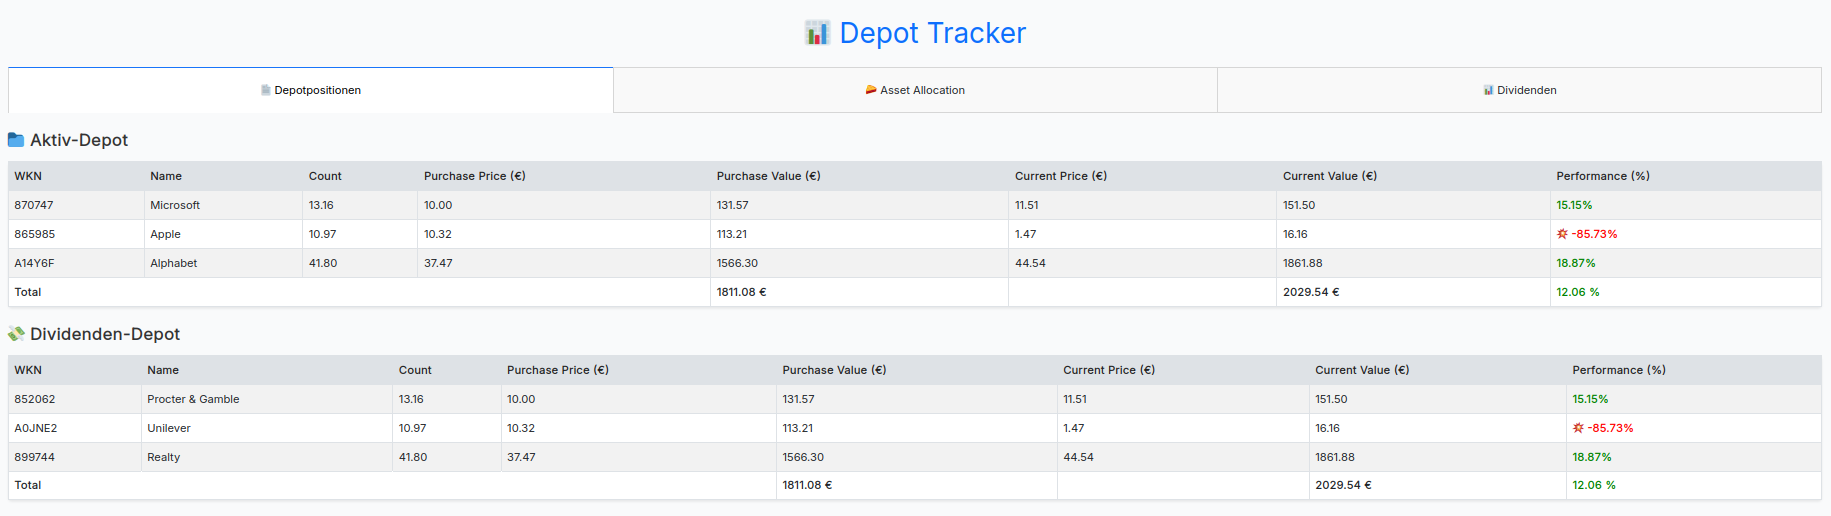 Depot Tracker
Depotpositionen Asset Allocation Dividenden
Aktiv-Depot
WKN Name Count Purchase Price (€) Purchase Value (€) Current Price (€) Current Value (€) Performance (%)
870747 Microsoft 13.16 10.00 131.57 11.51 151.50 15.15%
865985 Apple 10.97 10.32 113.21 1.47 16.16 -85.73%
A14Y6F Alphabet 41.80 37.47 1566.30 44.54 1861.88 18.87%
Total 1811.08 € 2029.54 € 12.06 %
Dividenden-Depot
WKN Name Count Purchase Price (€) Purchase Value (€) Current Price (€) Current Value (€) Performance (%)
852062 Procter & Gamble 13.16 10.00 131.57 11.51 151.50 15.15%
A0JNE2 Unilever 10.97 10.32 113.21 1.47 16.16 -85.73%
899744 Realty 41.80 37.47 1566.30 44.54 1861.88 18.87%
Total 1811.08 € 2029.54 € 12.06 %